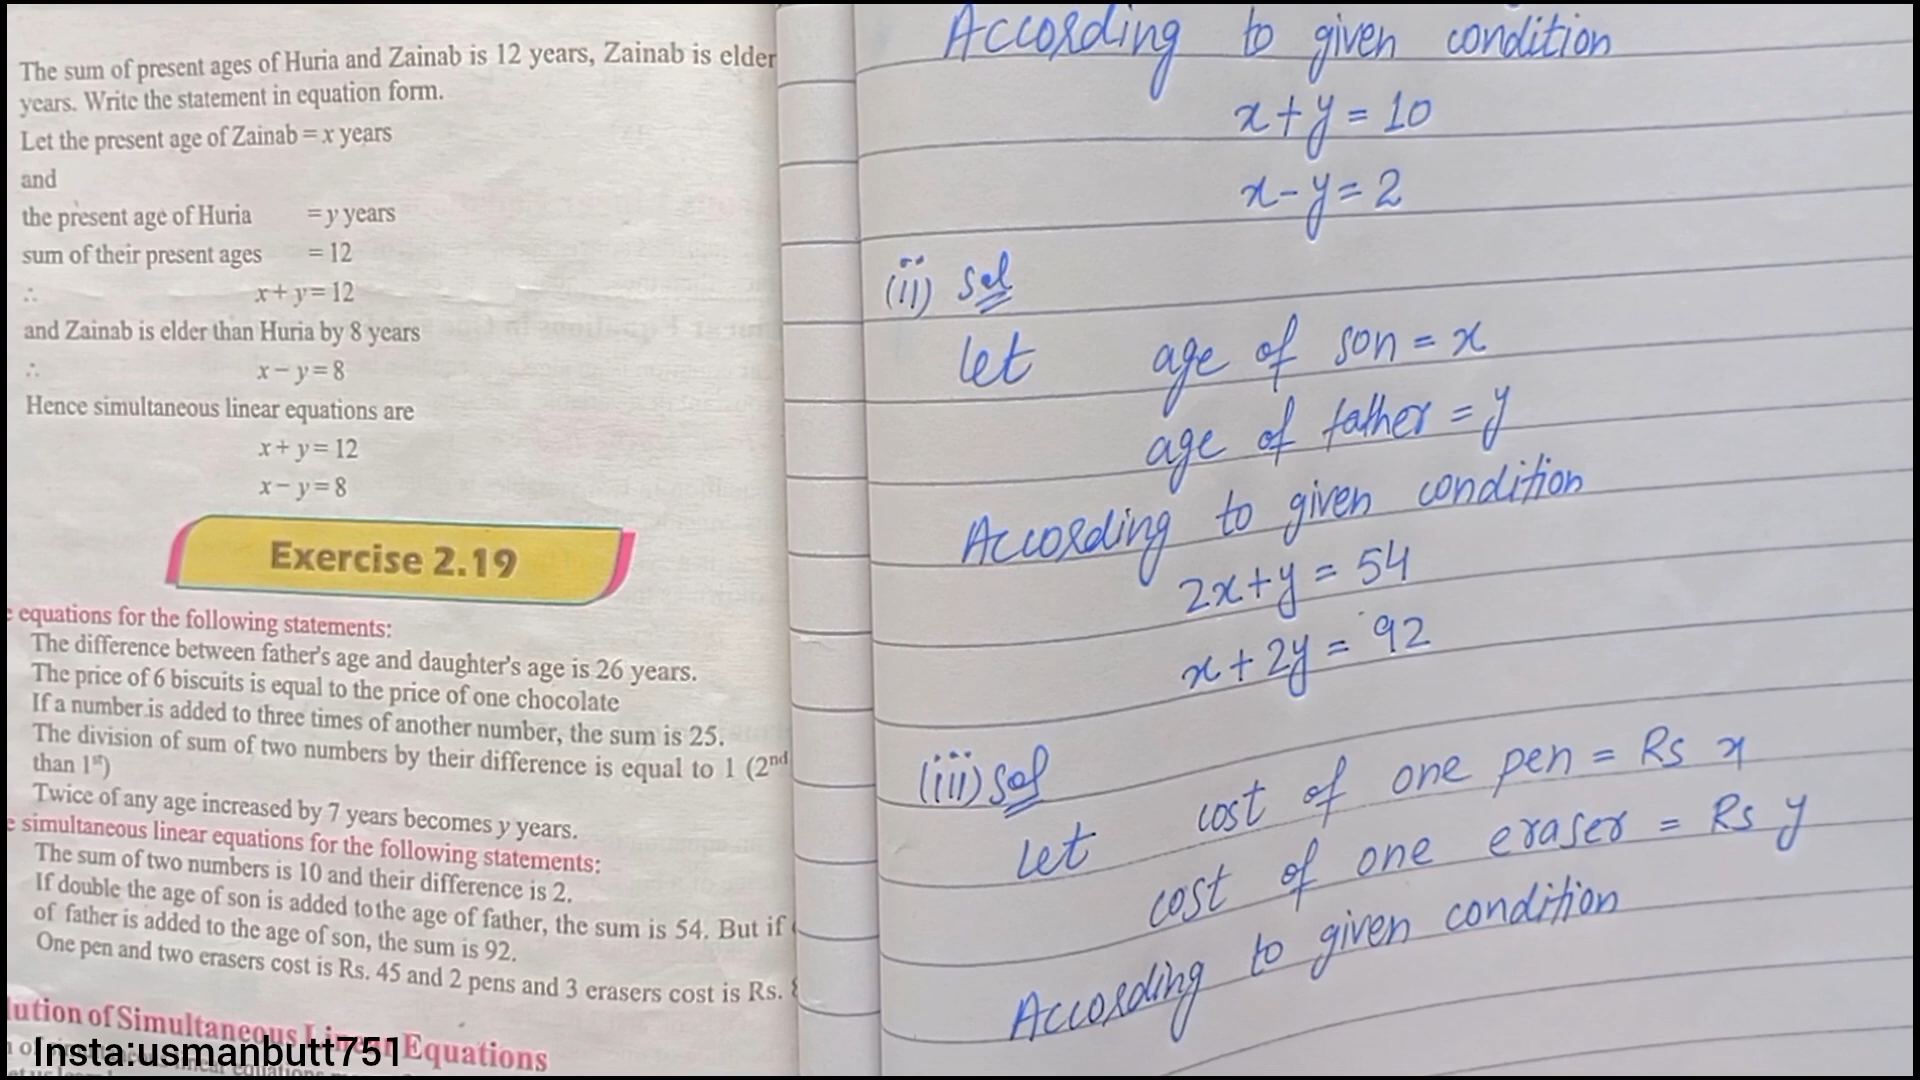 The sum of present ages of Huria and Zainab is 12 years, Zainab is elder
years. Write the statement in equation form.
Let the present age of Zainab = x years
and
the present age of Huria = y years
sum of their present ages = 12
∴ x + y = 12
and Zainab is elder than Huria by 8 years
∴ x − y = 8
Hence simultaneous linear equations are
x + y = 12
x − y = 8
Exercise 2.19
equations for the following statements:
The difference between father's age and daughter's age is 26 years.
The price of 6 biscuits is equal to the price of one chocolate
If a number is added to three times of another number, the sum is 25.
The division of sum of two numbers by their difference is equal to 1 (2nd
than 1st)
Twice of any age increased by 7 years becomes y years.
simultaneous linear equations for the following statements:
The sum of two numbers is 10 and their difference is 2.
If double the age of son is added to the age of father, the sum is 54. But if
of father is added to the age of son, the sum is 92.
One pen and two erasers cost is Rs. 45 and 2 pens and 3 erasers cost is Rs.
lution of Simultaneous Linear Equations
Insta:usmanbutt751
According to given condition
x + y = 10
x − y = 2
(ii) Sol
let age of son = x
age of father = y
According to given condition
2x + y = 54
x + 2y = 92
(iii) Sol
let cost of one pen = Rs x
cost of one eraser = Rs y
According to given condition